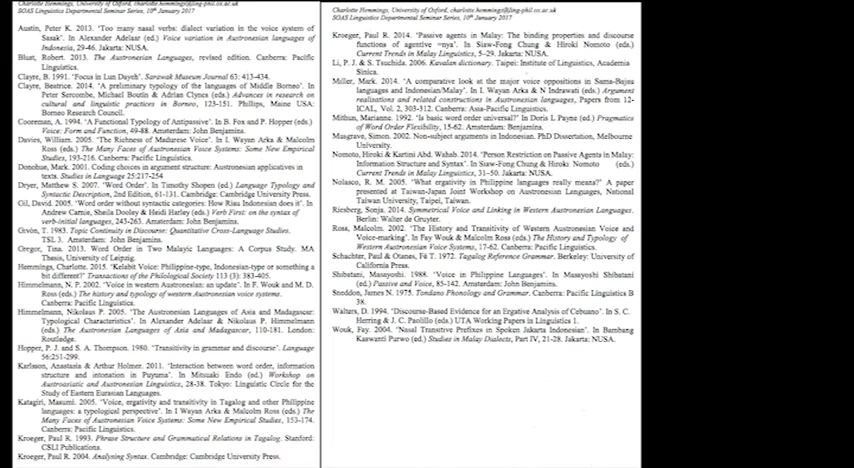 Charlotte Hemmings, University of Oxford, charlotte.hemmings@ling-phil.ox.ac.uk
SOAS Linguistics Departmental Seminar Series, 10th January 2017
Austin, Peter K. 2013. 'Too many nasal verbs: dialect variation in the voice system of
Sasak'. In Alexander Adelaar (ed.) Voice variation in Austronesian languages of
Indonesia, 29-46. Jakarta: NUSA.
Blust, Robert. 2013. The Austronesian Languages, revised edition. Canberra: Pacific
Linguistics.
Clayre, B. 1991. 'Focus in Lun Dayeh'. Sarawak Museum Journal 63: 413-434.
Clayre, Beatrice. 2014. 'A preliminary typology of the languages of Middle Borneo'. In
Peter Sercombe, Michael Boutin & Adrian Clynes (eds.) Advances in research on
cultural and linguistic practices in Borneo, 123-151. Phillips, Maine USA:
Borneo Research Council.
Cooreman, A. 1994. 'A Functional Typology of Antipassive'. In B. Fox and P. Hopper (eds.)
Voice: Form and Function, 49-88. Amsterdam: John Benjamins.
Davies, William. 2005. 'The Richness of Madurese Voice'. In I Wayan Arka & Malcolm
Ross (eds.) The Many Faces of Austronesian Voice Systems: Some New Empirical
Studies, 193-216. Canberra: Pacific Linguistics.
Donohue, Mark. 2001. Coding choices in argument structure: Austronesian applicatives in
texts. Studies in Language 25:217-254
Dryer, Matthew S. 2007. 'Word Order'. In Timothy Shopen (ed.) Language Typology and
Syntactic Description, 2nd Edition, 61-131. Cambridge: Cambridge University Press.
Gil, David. 2005. 'Word order without syntactic categories: How Riau Indonesian does it'. In
Andrew Carnie, Sheila Dooley & Heidi Harley (eds.) Verb First: on the syntax of
verb-initial languages, 243-263. Amsterdam: John Benjamins.
Givón, T. 1983. Topic Continuity in Discourse: Quantitative Cross-Language Studies.
TSL 3. Amsterdam: John Benjamins.
Gregor, Tina. 2013. Word Order in Two Malayic Languages: A Corpus Study. MA
Thesis, University of Leipzig.
Hemmings, Charlotte. 2015. 'Kelabit Voice: Philippine-type, Indonesian-type or something a
bit different?' Transactions of the Philological Society 113 (3): 383-405.
Himmelmann, N. P. 2002. 'Voice in western Austronesian: an update'. In F. Wouk and M. D.
Ross (eds.) The history and typology of western Austronesian voice systems.
Canberra: Pacific Linguistics.
Himmelmann, Nikolaus P. 2005. 'The Austronesian Languages of Asia and Madagascar:
Typological Characteristics'. In Alexander Adelaar & Nikolaus P. Himmelmann
(eds.) The Austronesian Languages of Asia and Madagascar, 110-181. London:
Routledge.
Hopper, P. J. and S. A. Thompson. 1980. 'Transitivity in grammar and discourse'. Language
56:251-299.
Karlsson, Anastasia & Arthur Holmer. 2011. 'Interaction between word order, information
structure and intonation in Puyuma'. In Mitsuaki Endo (ed.) Workshop on
Austroasiatic and Austronesian Linguistics, 28-38. Tokyo: Linguistic Circle for the
Study of Eastern Eurasian Languages.
Katagiri, Masumi. 2005. 'Voice, ergativity and transitivity in Tagalog and other Philippine
languages: a typological perspective'. In I Wayan Arka & Malcolm Ross (eds.) The
Many Faces of Austronesian Voice Systems: Some New Empirical Studies, 153-174.
Canberra: Pacific Linguistics.
Kroeger, Paul R. 1993. Phrase Structure and Grammatical Relations in Tagalog. Stanford:
CSLI Publications.
Kroeger, Paul R. 2004. Analysing Syntax. Cambridge: Cambridge University Press.
Charlotte Hemmings, University of Oxford, charlotte.hemmings@ling-phil.ox.ac.uk
SOAS Linguistics Departmental Seminar Series, 10th January 2017
Kroeger, Paul R. 2014. 'Passive agents in Malay: The binding properties and discourse
functions of agentive =nya'. In Siaw-Fong Chung & Hiroki Nomoto (eds.)
Current Trends in Malay Linguistics, 5–29. Jakarta: NUSA.
Li, P. J. & S. Tsuchida. 2006. Kavalan dictionary. Taipei: Institute of Linguistics, Academia
Sinica.
Miller, Mark. 2014. 'A comparative look at the major voice oppositions in Sama-Bajau
languages and Indonesian/Malay'. In I. Wayan Arka & N Indrawati (eds.) Argument
realisations and related constructions in Austronesian languages, Papers from 12-
ICAL, Vol. 2, 303-312. Canberra: Asia-Pacific Linguistics.
Mithun, Marianne. 1992. 'Is basic word order universal?' In Doris L Payne (ed.) Pragmatics
of Word Order Flexibility, 15-62. Amsterdam: Benjamins.
Musgrave, Simon. 2002. Non-subject arguments in Indonesian. PhD Dissertation, Melbourne
University.
Nomoto, Hiroki & Kartini Abd. Wahab. 2014. 'Person Restriction on Passive Agents in Malay:
Information Structure and Syntax'. In Siaw-Fong Chung & Hiroki Nomoto (eds.)
Current Trends in Malay Linguistics, 31–50. Jakarta: NUSA.
Nolasco, R. M. 2005. 'What ergativity in Philippine languages really means?' A paper
presented at Taiwan-Japan Joint Workshop on Austronesian Languages, National
Taiwan University, Taipei, Taiwan.
Riesberg, Sonja. 2014. Symmetrical Voice and Linking in Western Austronesian Languages.
Berlin: Walter de Gruyter.
Ross, Malcolm. 2002. 'The History and Transitivity of Western Austronesian Voice and
Voice-marking'. In Fay Wouk & Malcolm Ross (eds.) The History and Typology of
Western Austronesian Voice Systems, 17-62. Canberra: Pacific Linguistics.
Schachter, Paul & Otanes, Fé T. 1972. Tagalog Reference Grammar. Berkeley: University of
California Press.
Shibatani, Masayoshi. 1988. 'Voice in Philippine Languages'. In Masayoshi Shibatani
(ed.) Passive and Voice, 85-142. Amsterdam: John Benjamins.
Sneddon, James N. 1975. Tondano Phonology and Grammar. Canberra: Pacific Linguistics B
38.
Walters, D. 1994. 'Discourse-Based Evidence for an Ergative Analysis of Cebuano'. In S. C.
Herring & J. C. Paolillo (eds.) UTA Working Papers in Linguistics 1.
Wouk, Fay. 2004. 'Nasal Transitive Prefixes in Spoken Jakarta Indonesian'. In Bambang
Kaswanti Purwo (ed.) Studies in Malay Dialects, Part IV, 21-28. Jakarta: NUSA.